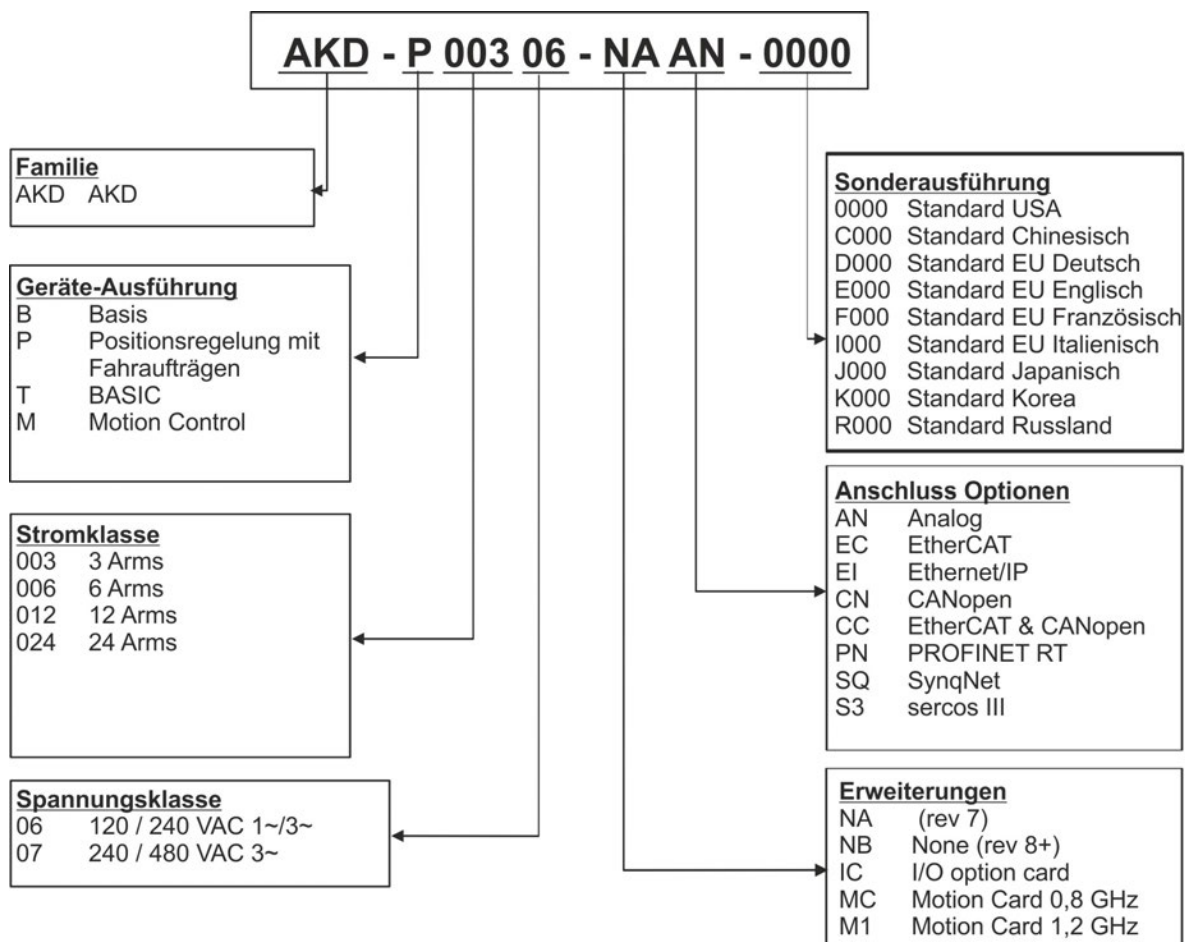 AKD - P 003 06 - NA AN - 0000
Familie
AKD AKD
Geräte-Ausführung
B Basis
P Positionsregelung mit
Fahraufträgen
T BASIC
M Motion Control
Stromklasse
003 3 Arms
006 6 Arms
012 12 Arms
024 24 Arms
Spannungsklasse
06 120 / 240 VAC 1~/3~
07 240 / 480 VAC 3~
Sonderausführung
0000 Standard USA
C000 Standard Chinesisch
D000 Standard EU Deutsch
E000 Standard EU Englisch
F000 Standard EU Französisch
I000 Standard EU Italienisch
J000 Standard Japanisch
K000 Standard Korea
R000 Standard Russland
Anschluss Optionen
AN Analog
EC EtherCAT
EI Ethernet/IP
CN CANopen
CC EtherCAT & CANopen
PN PROFINET RT
SQ SynqNet
S3 sercos III
Erweiterungen
NA (rev 7)
NB None (rev 8+)
IC I/O option card
MC Motion Card 0,8 GHz
M1 Motion Card 1,2 GHz